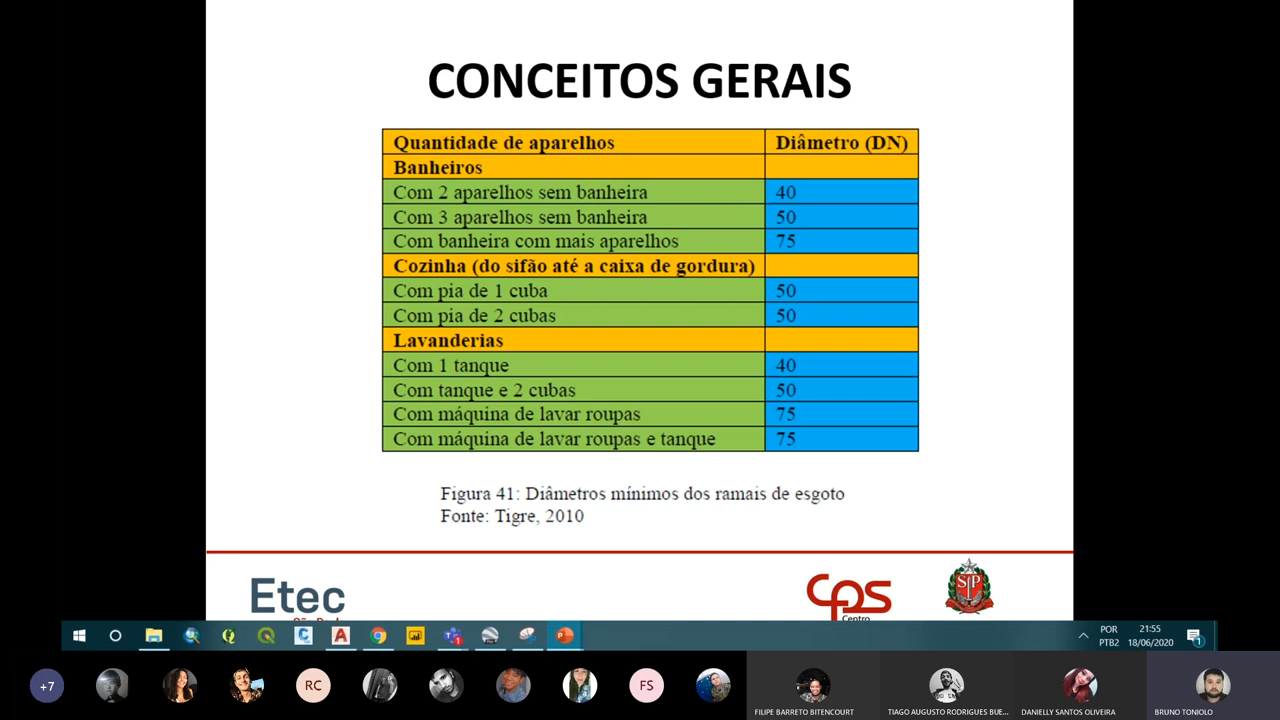 CONCEITOS GERAIS
Quantidade de aparelhos Diâmetro (DN)
Banheiros
Com 2 aparelhos sem banheira 40
Com 3 aparelhos sem banheira 50
Com banheira com mais aparelhos 75
Cozinha (do sifão até a caixa de gordura)
Com pia de 1 cuba 50
Com pia de 2 cubas 50
Lavanderias
Com 1 tanque 40
Com tanque e 2 cubas 50
Com máquina de lavar roupas 75
Com máquina de lavar roupas e tanque 75
Figura 41: Diâmetros mínimos dos ramais de esgoto
Fonte: Tigre, 2010
Etec
cps
Centro
SP
POR
PTB2
21:55
18/06/2020
1
+7
RC
FS
FILIPE BARRETO BITENCOURT
TIAGO AUGUSTO RODRIGUES BUE...
DANIELLY SANTOS OLIVEIRA
BRUNO TONIOLO